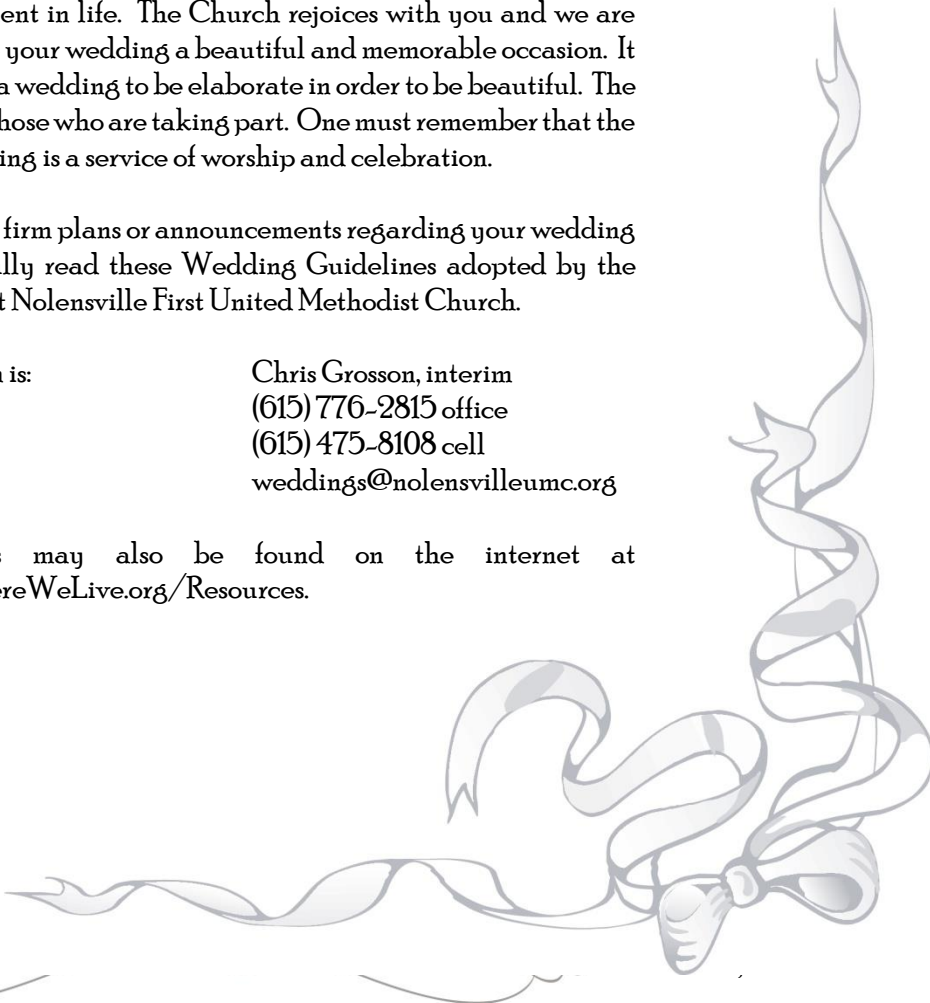 ent in life. The Church rejoices with you and we are
your wedding a beautiful and memorable occasion. It
a wedding to be elaborate in order to be beautiful. The
hose who are taking part. One must remember that the
ing is a service of worship and celebration.
firm plans or announcements regarding your wedding
lly read these Wedding Guidelines adopted by the
t Nolensville First United Methodist Church.
is: Chris Grosson, interim
(615) 776-2815 office
(615) 475-8108 cell
weddings@nolensvilleumc.org
may also be found on the internet at
reWeLive.org/Resources.